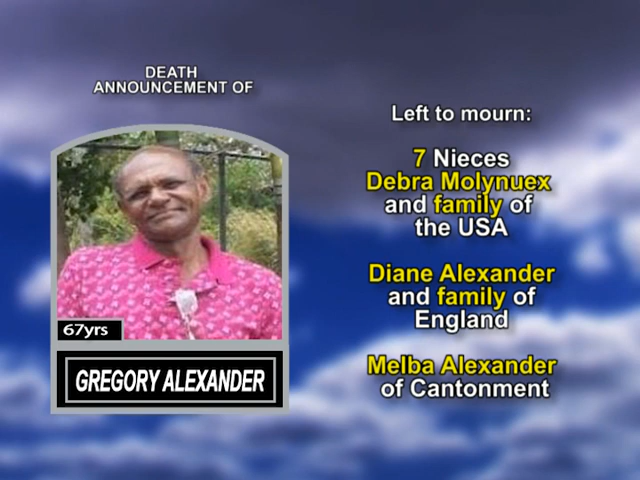 DEATH
ANNOUNCEMENT OF
67yrs
GREGORY ALEXANDER
Left to mourn:
7 Nieces
Debra Molynuex
and family of
the USA
Diane Alexander
and family of
England
Melba Alexander
of Cantonment